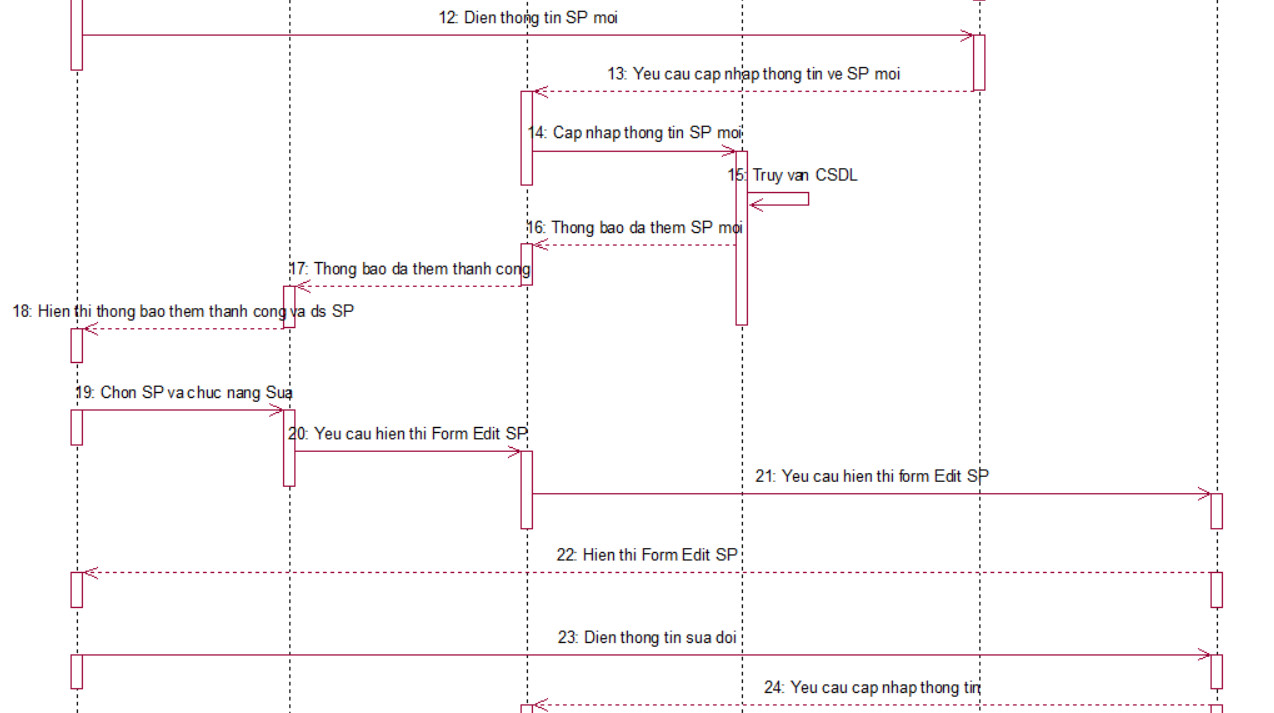 12: Dien thong tin SP moi
13: Yeu cau cap nhap thong tin ve SP moi
14: Cap nhap thong tin SP moi
15: Truy van CSDL
16: Thong bao da them SP moi
17: Thong bao da them thanh cong
18: Hien thi thong bao them thanh cong va ds SP
19: Chon SP va chuc nang Sua
20: Yeu cau hien thi Form Edit SP
21: Yeu cau hien thi form Edit SP
22: Hien thi Form Edit SP
23: Dien thong tin sua doi
24: Yeu cau cap nhap thong tin